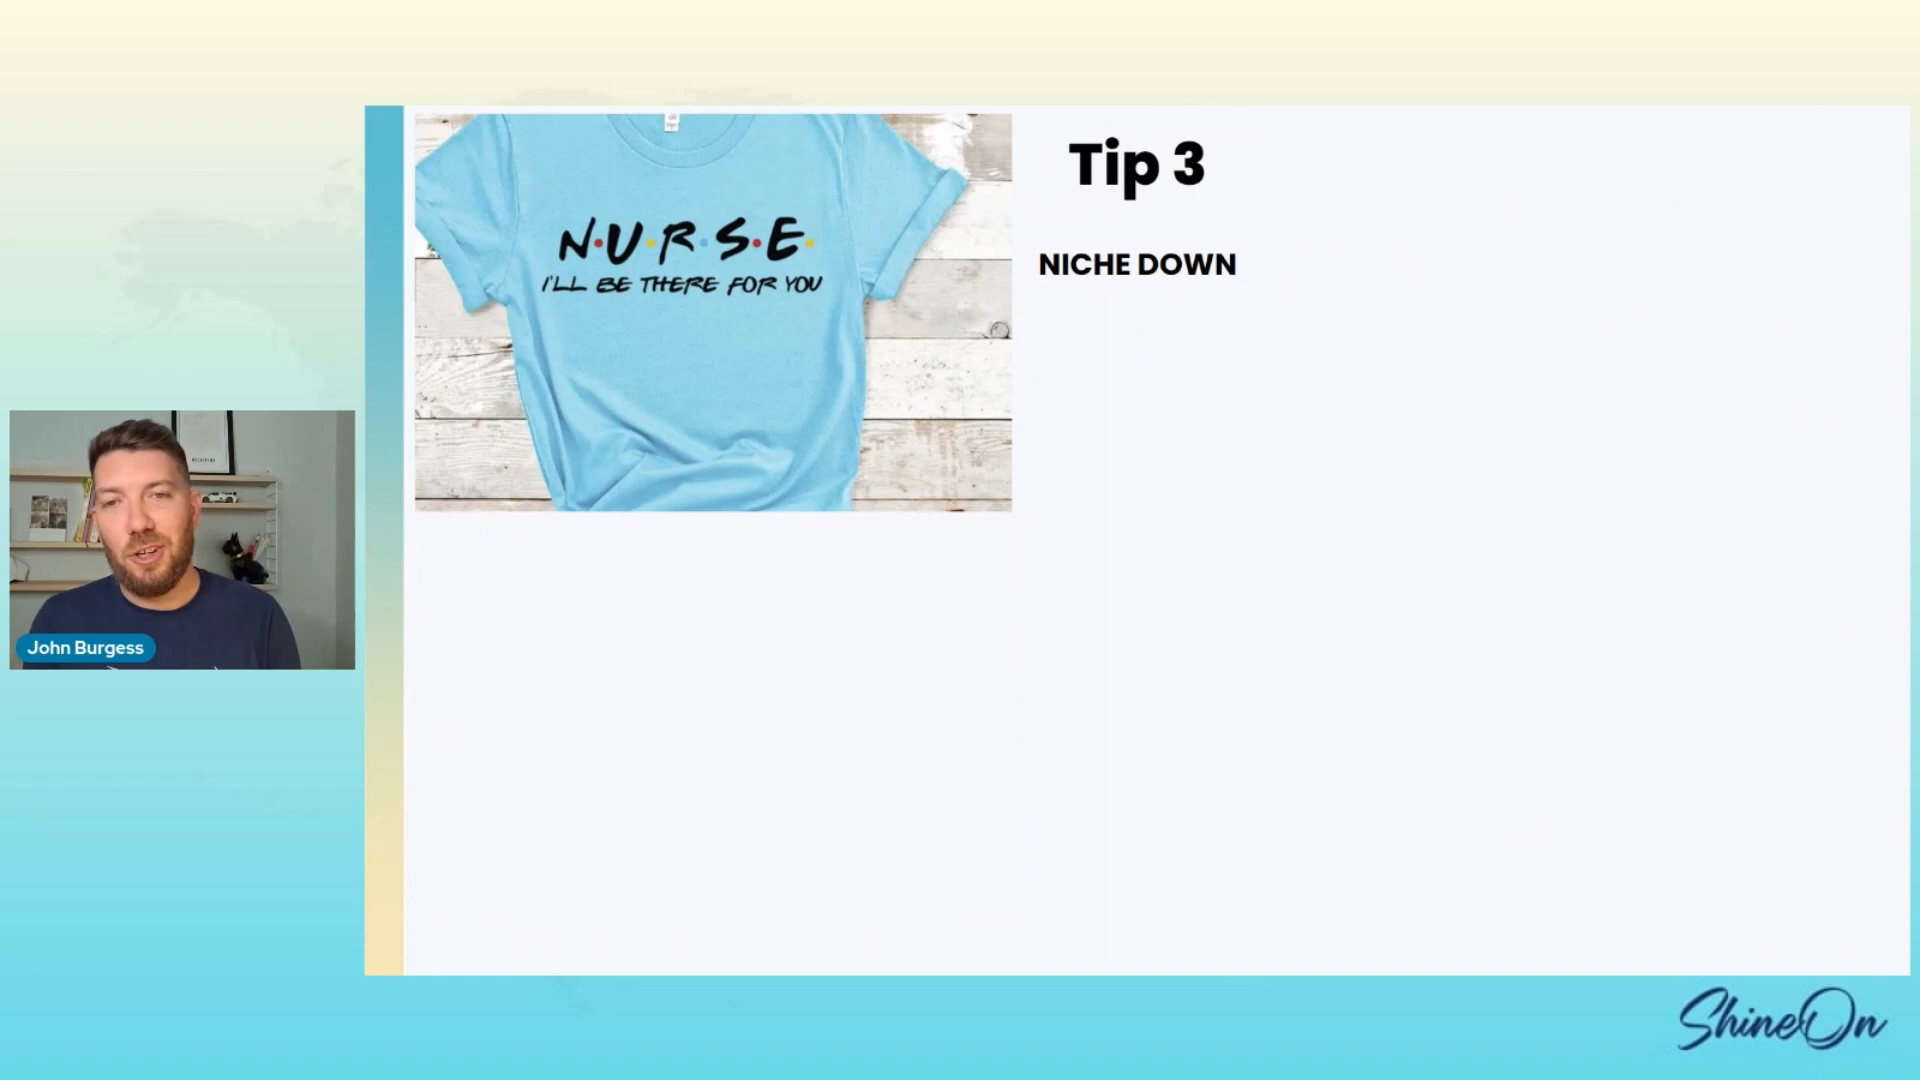 N·U·R·S·E·
I'LL BE THERE FOR YOU
Tip 3
NICHE DOWN
John Burgess
ShineOn